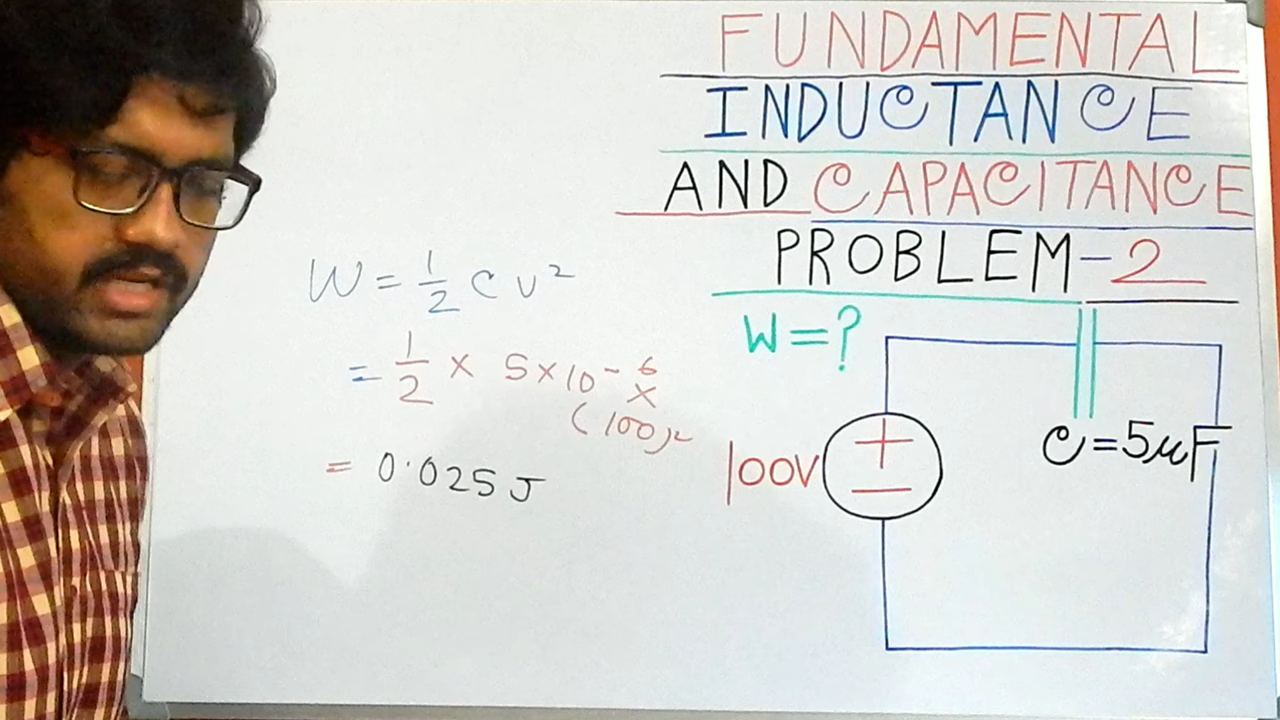 FUNDAMENTAL
INDUCTANCE
AND CAPACITANCE
PROBLEM-2
W = 1/2 C V²
= 1/2 × 5×10⁻⁶ ×
(100)²
= 0.025 J
W=?
100V
+
−
C=5μF